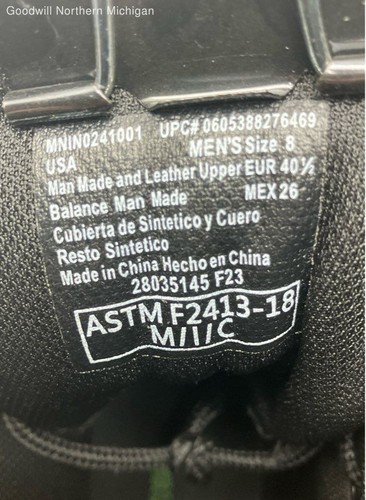 Goodwill Northern Michigan
MNIN0241001 UPC# 0605388276469
USA MEN'S Size 8
Man Made and Leather Upper EUR 40½
Balance Man Made MEX 26
Cubierta de Sintetico y Cuero
Resto Sintetico
Made in China Hecho en China
28035145 F23
ASTM F2413-18
M/I/C